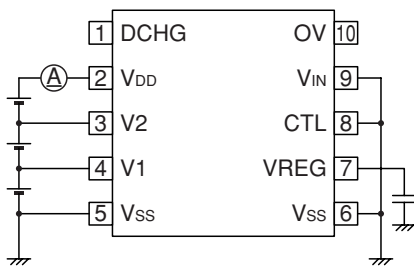 1 DCHG OV 10
A 2 VDD VIN 9
3 V2 CTL 8
4 V1 VREG 7
5 VSS VSS 6